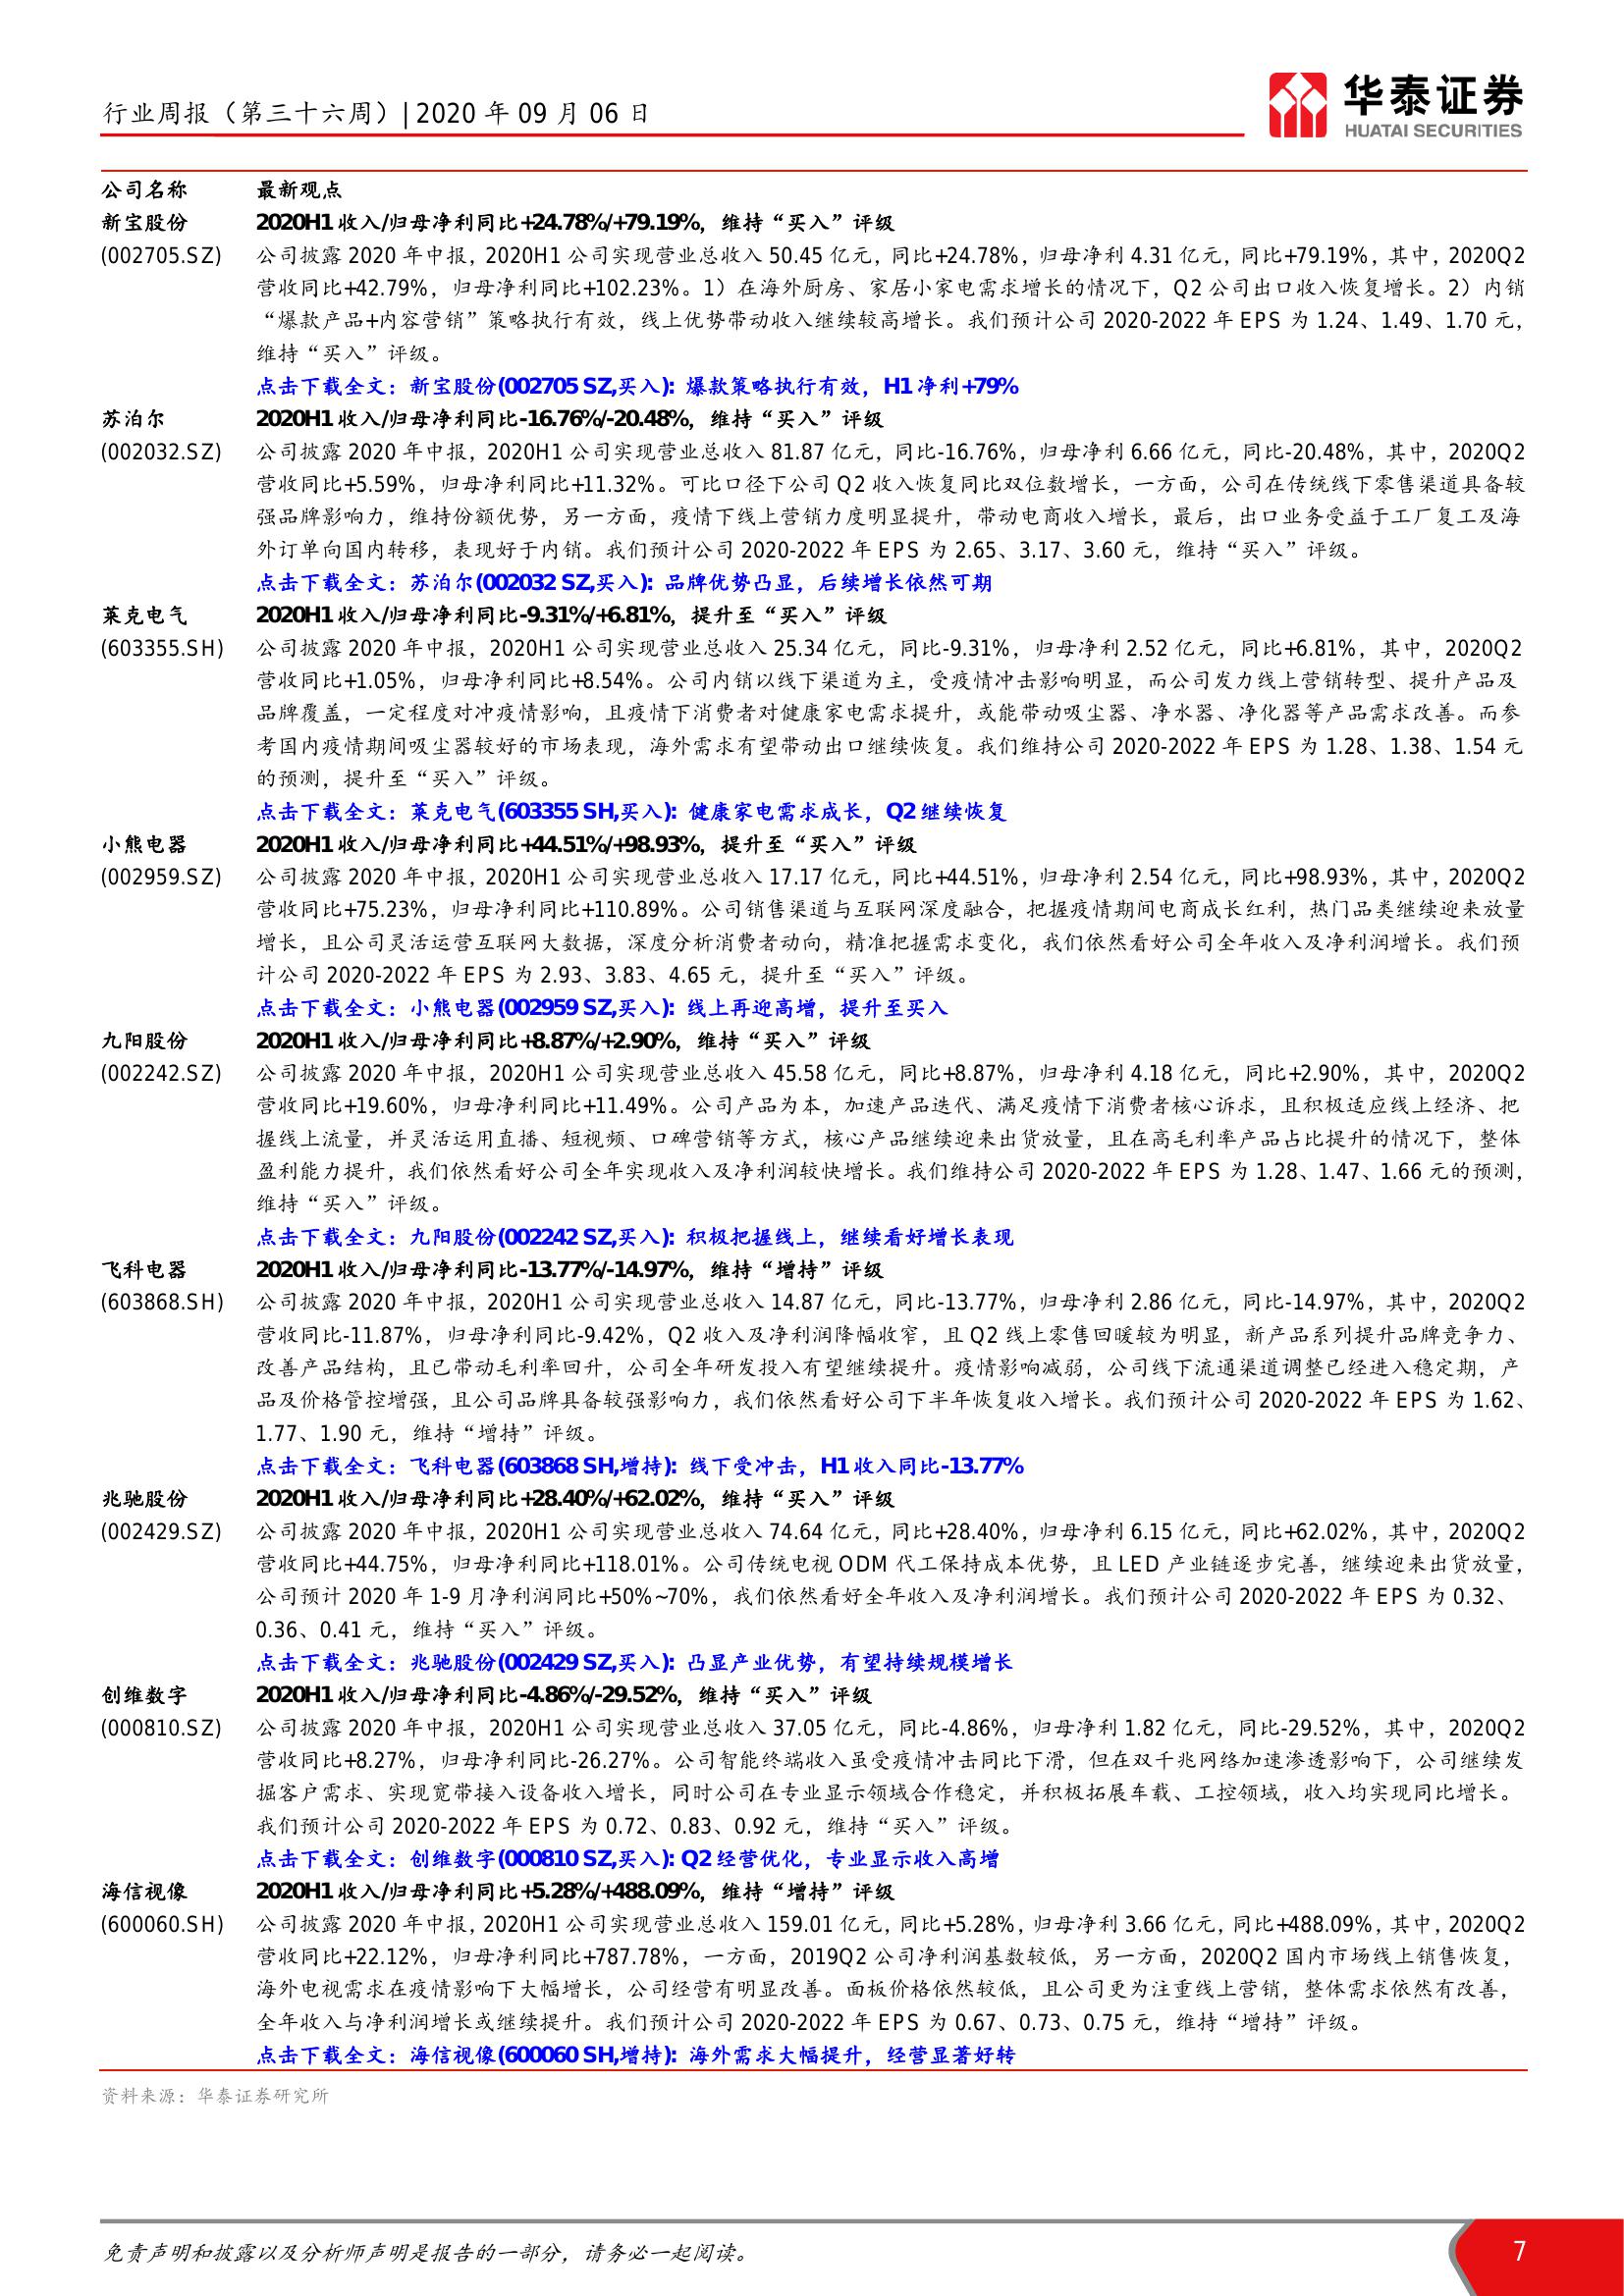 行业周报（第三十六周）| 2020 年 09 月 06 日
华泰证券
HUATAI SECURITIES
公司名称 最新观点
新宝股份 2020H1 收入/归母净利同比+24.78%/+79.19%，维持“买入”评级
(002705.SZ) 公司披露 2020 年中报，2020H1 公司实现营业总收入 50.45 亿元，同比+24.78%，归母净利 4.31 亿元，同比+79.19%，其中，2020Q2
营收同比+42.79%，归母净利同比+102.23%。1）在海外厨房、家居小家电需求增长的情况下，Q2 公司出口收入恢复增长。2）内销
“爆款产品+内容营销”策略执行有效，线上优势带动收入继续较高增长。我们预计公司 2020-2022 年 EPS 为 1.24、1.49、1.70 元，
维持“买入”评级。
点击下载全文：新宝股份(002705 SZ,买入): 爆款策略执行有效，H1 净利+79%
苏泊尔 2020H1 收入/归母净利同比-16.76%/-20.48%，维持“买入”评级
(002032.SZ) 公司披露 2020 年中报，2020H1 公司实现营业总收入 81.87 亿元，同比-16.76%，归母净利 6.66 亿元，同比-20.48%，其中，2020Q2
营收同比+5.59%，归母净利同比+11.32%。可比口径下公司 Q2 收入恢复同比双位数增长，一方面，公司在传统线下零售渠道具备较
强品牌影响力，维持份额优势，另一方面，疫情下线上营销力度明显提升，带动电商收入增长，最后，出口业务受益于工厂复工及海
外订单向国内转移，表现好于内销。我们预计公司 2020-2022 年 EPS 为 2.65、3.17、3.60 元，维持“买入”评级。
点击下载全文：苏泊尔(002032 SZ,买入): 品牌优势凸显，后续增长依然可期
莱克电气 2020H1 收入/归母净利同比-9.31%/+6.81%，提升至“买入”评级
(603355.SH) 公司披露 2020 年中报，2020H1 公司实现营业总收入 25.34 亿元，同比-9.31%，归母净利 2.52 亿元，同比+6.81%，其中，2020Q2
营收同比+1.05%，归母净利同比+8.54%。公司内销以线下渠道为主，受疫情冲击影响明显，而公司发力线上营销转型、提升产品及
品牌覆盖，一定程度对冲疫情影响，且疫情下消费者对健康家电需求提升，或能带动吸尘器、净水器、净化器等产品需求改善。而参
考国内疫情期间吸尘器较好的市场表现，海外需求有望带动出口继续恢复。我们维持公司 2020-2022 年 EPS 为 1.28、1.38、1.54 元
的预测，提升至“买入”评级。
点击下载全文：莱克电气(603355 SH,买入): 健康家电需求成长，Q2 继续恢复
小熊电器 2020H1 收入/归母净利同比+44.51%/+98.93%，提升至“买入”评级
(002959.SZ) 公司披露 2020 年中报，2020H1 公司实现营业总收入 17.17 亿元，同比+44.51%，归母净利 2.54 亿元，同比+98.93%，其中，2020Q2
营收同比+75.23%，归母净利同比+110.89%。公司销售渠道与互联网深度融合，把握疫情期间电商成长红利，热门品类继续迎来放量
增长，且公司灵活运营互联网大数据，深度分析消费者动向，精准把握需求变化，我们依然看好公司全年收入及净利润增长。我们预
计公司 2020-2022 年 EPS 为 2.93、3.83、4.65 元，提升至“买入”评级。
点击下载全文：小熊电器(002959 SZ,买入): 线上再迎高增，提升至买入
九阳股份 2020H1 收入/归母净利同比+8.87%/+2.90%，维持“买入”评级
(002242.SZ) 公司披露 2020 年中报，2020H1 公司实现营业总收入 45.58 亿元，同比+8.87%，归母净利 4.18 亿元，同比+2.90%，其中，2020Q2
营收同比+19.60%，归母净利同比+11.49%。公司产品为本，加速产品迭代、满足疫情下消费者核心诉求，且积极适应线上经济、把
握线上流量，并灵活运用直播、短视频、口碑营销等方式，核心产品继续迎来出货放量，且在高毛利率产品占比提升的情况下，整体
盈利能力提升，我们依然看好公司全年实现收入及净利润较快增长。我们维持公司 2020-2022 年 EPS 为 1.28、1.47、1.66 元的预测，
维持“买入”评级。
点击下载全文：九阳股份(002242 SZ,买入): 积极把握线上，继续看好增长表现
飞科电器 2020H1 收入/归母净利同比-13.77%/-14.97%，维持“增持”评级
(603868.SH) 公司披露 2020 年中报，2020H1 公司实现营业总收入 14.87 亿元，同比-13.77%，归母净利 2.86 亿元，同比-14.97%，其中，2020Q2
营收同比-11.87%，归母净利同比-9.42%，Q2 收入及净利润降幅收窄，且 Q2 线上零售回暖较为明显，新产品系列提升品牌竞争力、
改善产品结构，且已带动毛利率回升，公司全年研发投入有望继续提升。疫情影响减弱，公司线下流通渠道调整已经进入稳定期，产
品及价格管控增强，且公司品牌具备较强影响力，我们依然看好公司下半年恢复收入增长。我们预计公司 2020-2022 年 EPS 为 1.62、
1.77、1.90 元，维持“增持”评级。
点击下载全文：飞科电器(603868 SH,增持): 线下受冲击，H1 收入同比-13.77%
兆驰股份 2020H1 收入/归母净利同比+28.40%/+62.02%，维持“买入”评级
(002429.SZ) 公司披露 2020 年中报，2020H1 公司实现营业总收入 74.64 亿元，同比+28.40%，归母净利 6.15 亿元，同比+62.02%，其中，2020Q2
营收同比+44.75%，归母净利同比+118.01%。公司传统电视 ODM 代工保持成本优势，且 LED 产业链逐步完善，继续迎来出货放量，
公司预计 2020 年 1-9 月净利润同比+50%~70%，我们依然看好全年收入及净利润增长。我们预计公司 2020-2022 年 EPS 为 0.32、
0.36、0.41 元，维持“买入”评级。
点击下载全文：兆驰股份(002429 SZ,买入): 凸显产业优势，有望持续规模增长
创维数字 2020H1 收入/归母净利同比-4.86%/-29.52%，维持“买入”评级
(000810.SZ) 公司披露 2020 年中报，2020H1 公司实现营业总收入 37.05 亿元，同比-4.86%，归母净利 1.82 亿元，同比-29.52%，其中，2020Q2
营收同比+8.27%，归母净利同比-26.27%。公司智能终端收入虽受疫情冲击同比下滑，但在双千兆网络加速渗透影响下，公司继续发
掘客户需求、实现宽带接入设备收入增长，同时公司在专业显示领域合作稳定，并积极拓展车载、工控领域，收入均实现同比增长。
我们预计公司 2020-2022 年 EPS 为 0.72、0.83、0.92 元，维持“买入”评级。
点击下载全文：创维数字(000810 SZ,买入): Q2 经营优化，专业显示收入高增
海信视像 2020H1 收入/归母净利同比+5.28%/+488.09%，维持“增持”评级
(600060.SH) 公司披露 2020 年中报，2020H1 公司实现营业总收入 159.01 亿元，同比+5.28%，归母净利 3.66 亿元，同比+488.09%，其中，2020Q2
营收同比+22.12%，归母净利同比+787.78%，一方面，2019Q2 公司净利润基数较低，另一方面，2020Q2 国内市场线上销售恢复，
海外电视需求在疫情影响下大幅增长，公司经营有明显改善。面板价格依然较低，且公司更为注重线上营销，整体需求依然有改善，
全年收入与净利润增长或继续提升。我们预计公司 2020-2022 年 EPS 为 0.67、0.73、0.75 元，维持“增持”评级。
点击下载全文：海信视像(600060 SH,增持): 海外需求大幅提升，经营显著好转
资料来源：华泰证券研究所
免责声明和披露以及分析师声明是报告的一部分，请务必一起阅读。 7